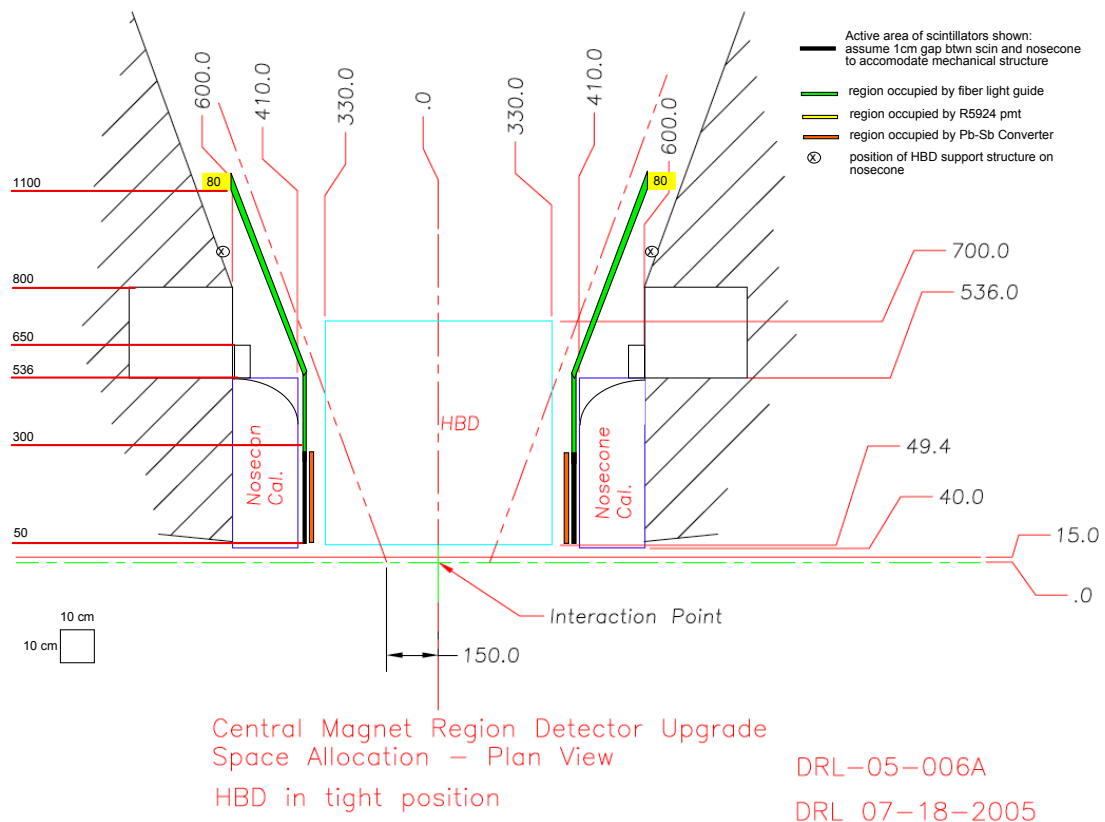 Active area of scintillators shown:
assume 1cm gap btwn scin and nosecone
to accomodate mechanical structure
region occupied by fiber light guide
region occupied by R5924 pmt
region occupied by Pb-Sb Converter
position of HBD support structure on
nosecone
600.0
410.0
330.0
.0
330.0
410.0
600.0
80
80
1100
800
650
536
300
50
700.0
536.0
49.4
40.0
15.0
.0
HBD
Nosecon
Cal.
Nosecone
Cal.
Interaction Point
150.0
10 cm
10 cm
Central Magnet Region Detector Upgrade
Space Allocation – Plan View
HBD in tight position
DRL-05-006A
DRL 07-18-2005